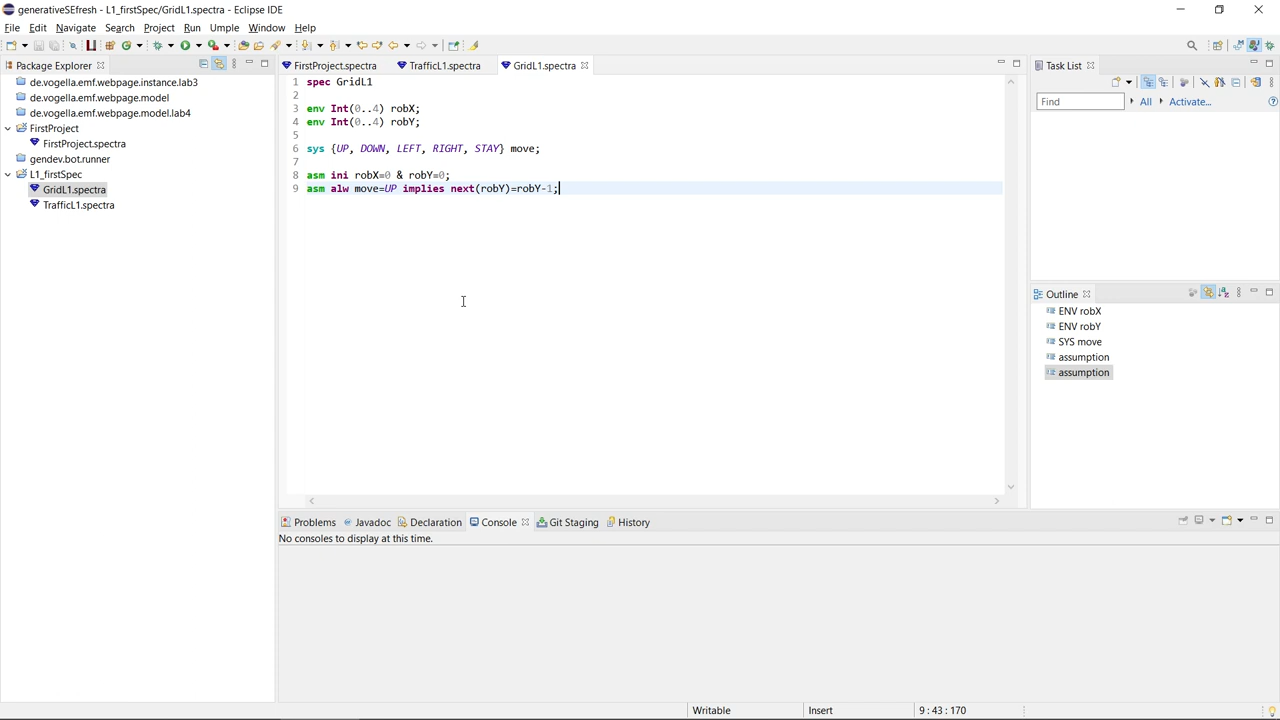 generativeSEfresh - L1_firstSpec/GridL1.spectra - Eclipse IDE
File Edit Navigate Search Project Run Umple Window Help
Package Explorer
de.vogella.emf.webpage.instance.lab3
de.vogella.emf.webpage.model
de.vogella.emf.webpage.model.lab4
FirstProject
FirstProject.spectra
gendev.bot.runner
L1_firstSpec
GridL1.spectra
TrafficL1.spectra
FirstProject.spectra TrafficL1.spectra GridL1.spectra
1 spec GridL1
2
3 env Int(0..4) robX;
4 env Int(0..4) robY;
5
6 sys {UP, DOWN, LEFT, RIGHT, STAY} move;
7
8 asm ini robX=0 & robY=0;
9 asm alw move=UP implies next(robY)=robY-1;
Task List
Find All Activate...
Outline
ENV robX
ENV robY
SYS move
assumption
assumption
Problems Javadoc Declaration Console Git Staging History
No consoles to display at this time.
Writable Insert 9 : 43 : 170